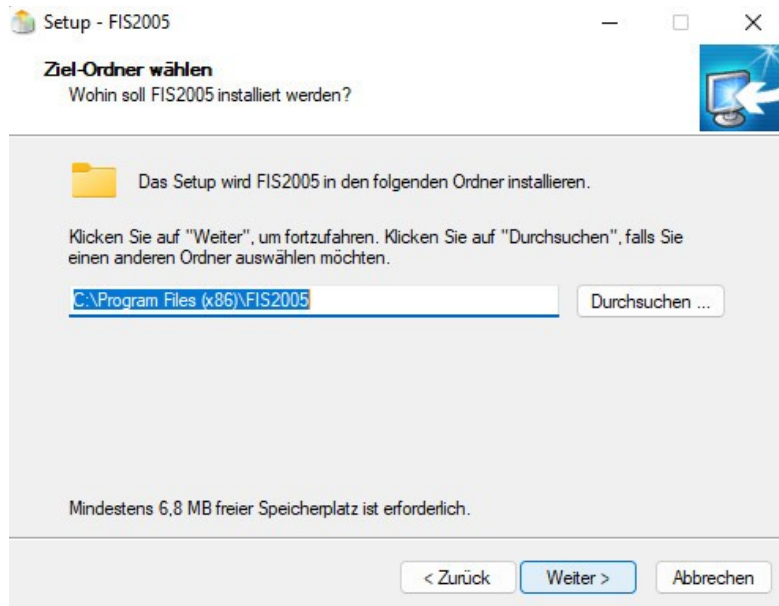 Setup - FIS2005
Ziel-Ordner wählen
Wohin soll FIS2005 installiert werden?
Das Setup wird FIS2005 in den folgenden Ordner installieren.
Klicken Sie auf "Weiter", um fortzufahren. Klicken Sie auf "Durchsuchen", falls Sie
einen anderen Ordner auswählen möchten.
C:\Program Files (x86)\FIS2005
Durchsuchen ...
Mindestens 6,8 MB freier Speicherplatz ist erforderlich.
< Zurück
Weiter >
Abbrechen